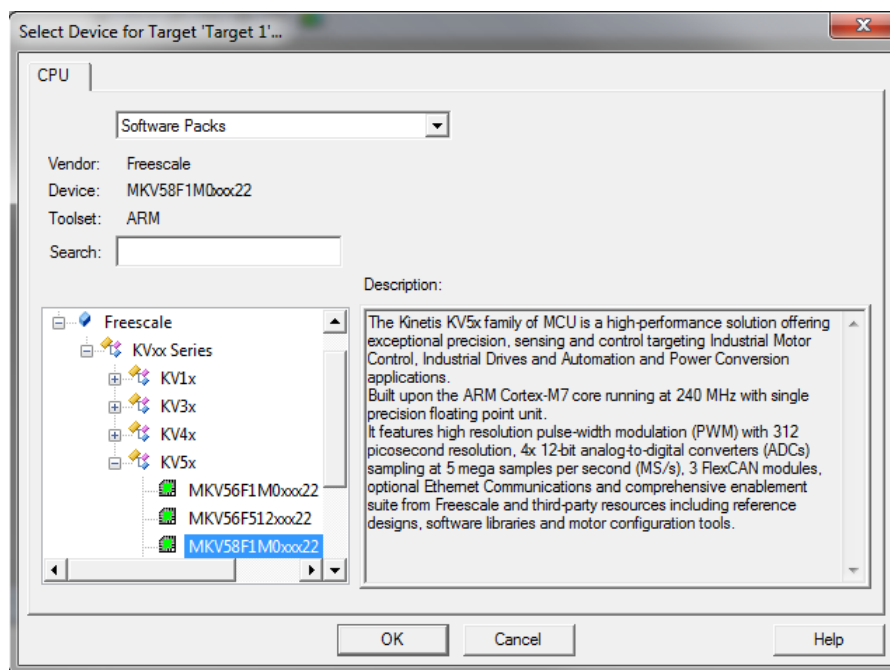 Select Device for Target 'Target 1'...
CPU
Software Packs
Vendor: Freescale
Device: MKV58F1M0xxx22
Toolset: ARM
Search:
Description:
Freescale
KVxx Series
KV1x
KV3x
KV4x
KV5x
MKV56F1M0xxx22
MKV56F512xxx22
MKV58F1M0xxx22
The Kinetis KV5x family of MCU is a high-performance solution offering
exceptional precision, sensing and control targeting Industrial Motor
Control, Industrial Drives and Automation and Power Conversion
applications.
Built upon the ARM Cortex-M7 core running at 240 MHz with single
precision floating point unit.
It features high resolution pulse-width modulation (PWM) with 312
picosecond resolution, 4x 12-bit analog-to-digital converters (ADCs)
sampling at 5 mega samples per second (MS/s), 3 FlexCAN modules,
optional Ethernet Communications and comprehensive enablement
suite from Freescale and third-party resources including reference
designs, software libraries and motor configuration tools.
OK
Cancel
Help